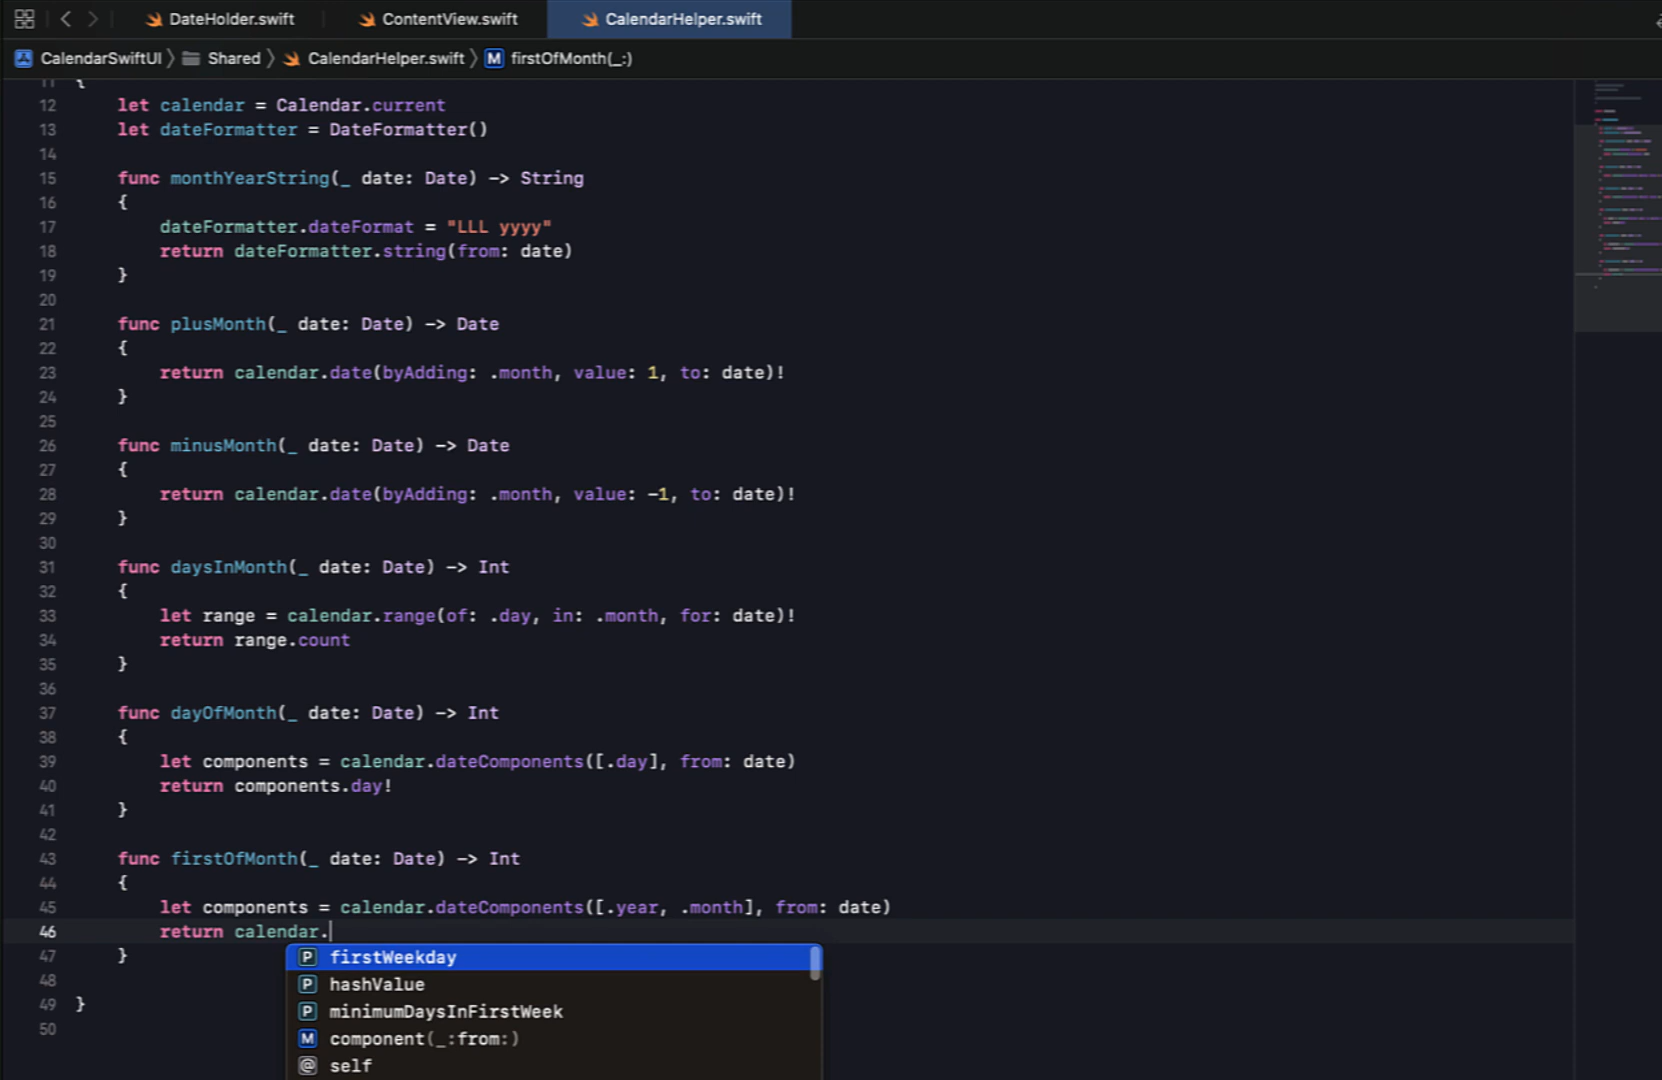 DateHolder.swift ContentView.swift CalendarHelper.swift
CalendarSwiftUI Shared CalendarHelper.swift M firstOfMonth(_:)
11 {
12 let calendar = Calendar.current
13 let dateFormatter = DateFormatter()
14
15 func monthYearString(_ date: Date) -> String
16 {
17 dateFormatter.dateFormat = "LLL yyyy"
18 return dateFormatter.string(from: date)
19 }
20
21 func plusMonth(_ date: Date) -> Date
22 {
23 return calendar.date(byAdding: .month, value: 1, to: date)!
24 }
25
26 func minusMonth(_ date: Date) -> Date
27 {
28 return calendar.date(byAdding: .month, value: -1, to: date)!
29 }
30
31 func daysInMonth(_ date: Date) -> Int
32 {
33 let range = calendar.range(of: .day, in: .month, for: date)!
34 return range.count
35 }
36
37 func dayOfMonth(_ date: Date) -> Int
38 {
39 let components = calendar.dateComponents([.day], from: date)
40 return components.day!
41 }
42
43 func firstOfMonth(_ date: Date) -> Int
44 {
45 let components = calendar.dateComponents([.year, .month], from: date)
46 return calendar.
47 }
P firstWeekday
48
P hashValue
49 }
P minimumDaysInFirstWeek
50
M component(_:from:)
@ self